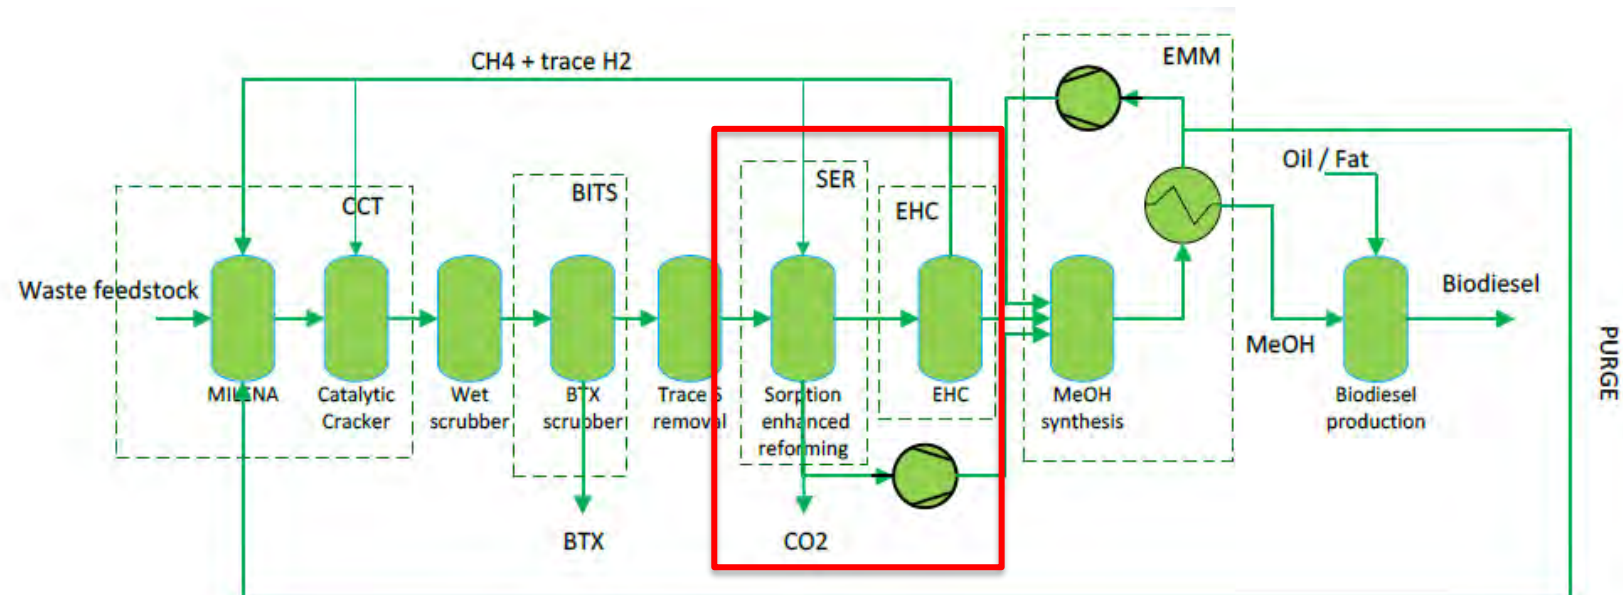 CH4 + trace H2
EMM
Oil / Fat
SER
BITS
CCT
EHC
Waste feedstock
Biodiesel
MeOH
PURGE
MILENA
Catalytic
Cracker
Wet
scrubber
BTX
scrubber
Trace S
removal
Sorption
enhanced
reforming
EHC
MeOH
synthesis
Biodiesel
production
BTX
CO2